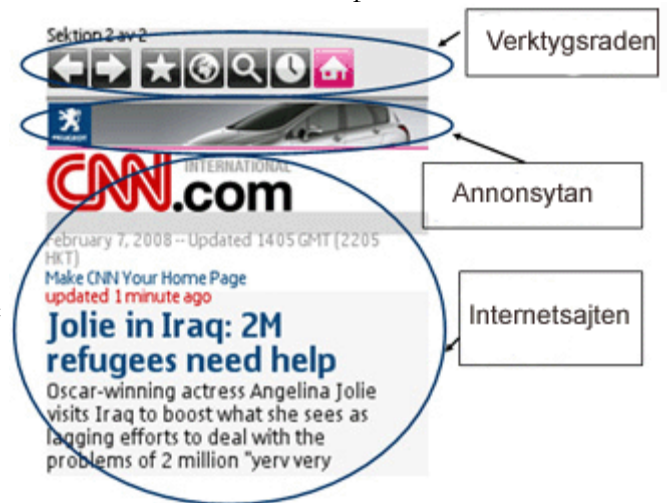 Sektion 2 av 2
Verktygsraden
PEUGEOT
Annonsytan
INTERNATIONAL
CNN.com
February 7, 2008 -- Updated 1405 GMT (2205
HKT)
Make CNN Your Home Page
updated 1 minute ago
Internetsajten
Jolie in Iraq: 2M
refugees need help
Oscar-winning actress Angelina Jolie
visits Iraq to boost what she sees as
lagging efforts to deal with the
problems of 2 million "yerv very